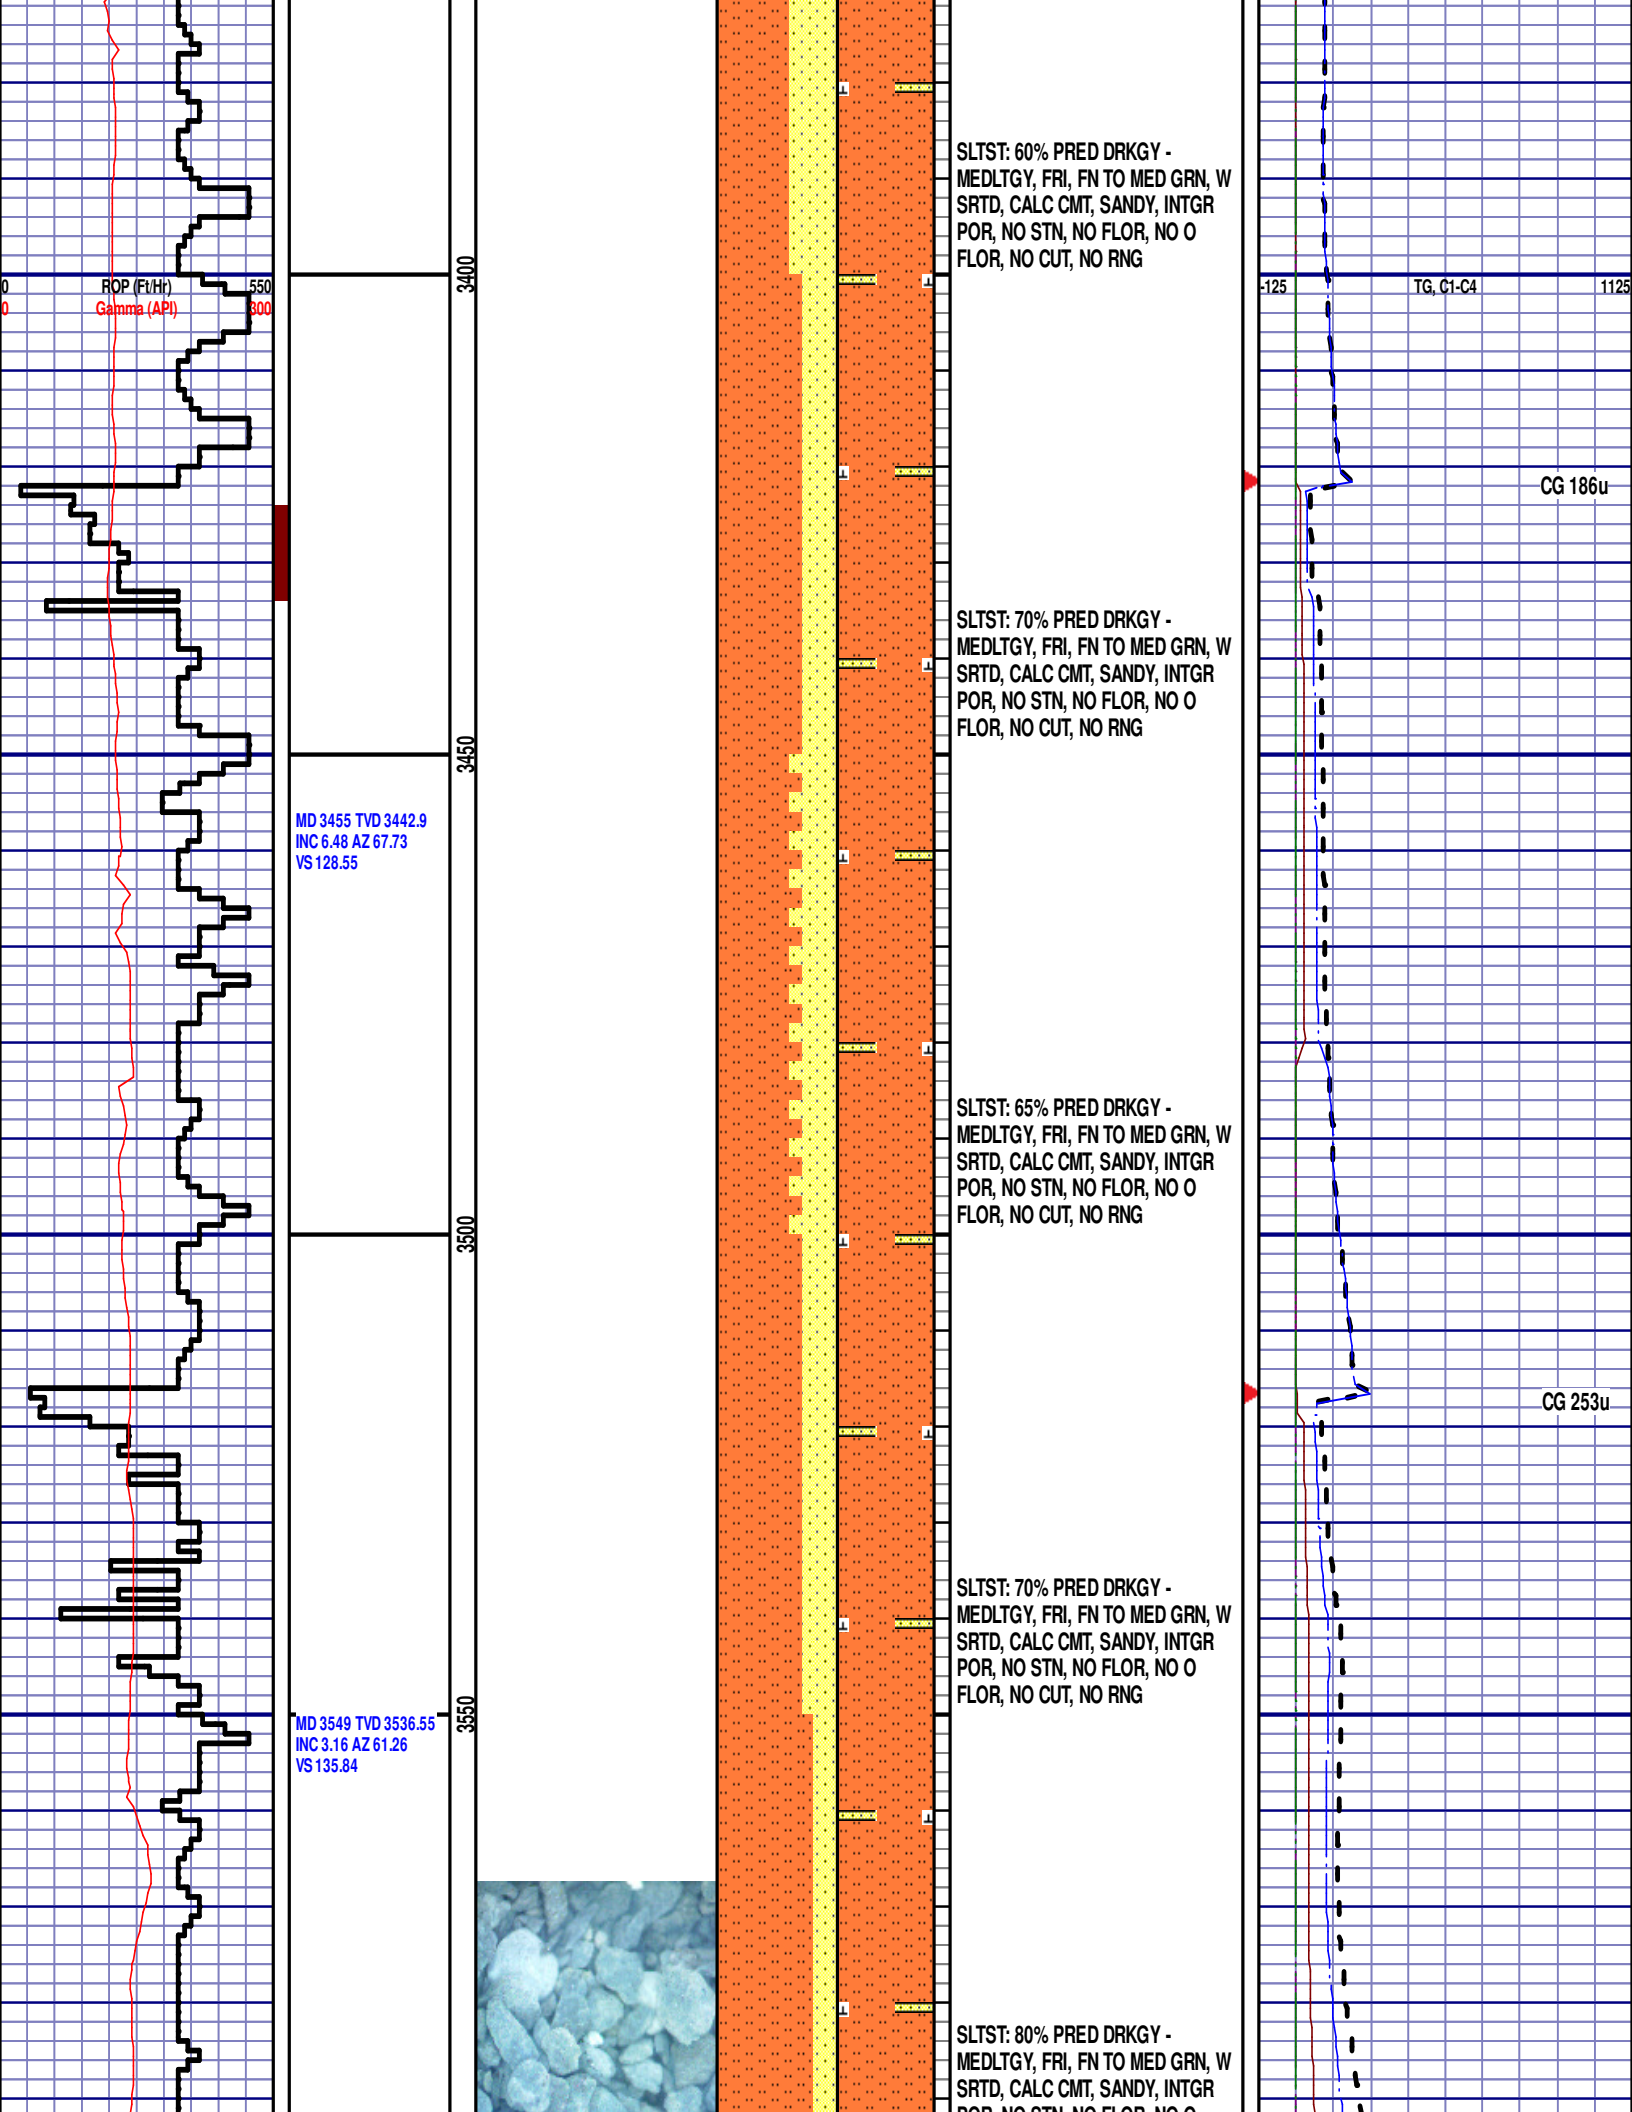 SLTST: 60% PRED DRKGY -
MEDLTGY, FRI, FN TO MED GRN, W
SRTD, CALC CMT, SANDY, INTGR
POR, NO STN, NO FLOR, NO O
FLOR, NO CUT, NO RNG
3400
0 ROP (Ft/Hr) 550
0 Gamma (API) 300
-125 TG, C1-C4 1125
CG 186u
SLTST: 70% PRED DRKGY -
MEDLTGY, FRI, FN TO MED GRN, W
SRTD, CALC CMT, SANDY, INTGR
POR, NO STN, NO FLOR, NO O
FLOR, NO CUT, NO RNG
3450
MD 3455 TVD 3442.9
INC 6.48 AZ 67.73
VS 128.55
SLTST: 65% PRED DRKGY -
MEDLTGY, FRI, FN TO MED GRN, W
SRTD, CALC CMT, SANDY, INTGR
POR, NO STN, NO FLOR, NO O
FLOR, NO CUT, NO RNG
3500
CG 253u
SLTST: 70% PRED DRKGY -
MEDLTGY, FRI, FN TO MED GRN, W
SRTD, CALC CMT, SANDY, INTGR
POR, NO STN, NO FLOR, NO O
FLOR, NO CUT, NO RNG
3550
MD 3549 TVD 3536.55
INC 3.16 AZ 61.26
VS 135.84
SLTST: 80% PRED DRKGY -
MEDLTGY, FRI, FN TO MED GRN, W
SRTD, CALC CMT, SANDY, INTGR
POR, NO STN, NO FLOR, NO O